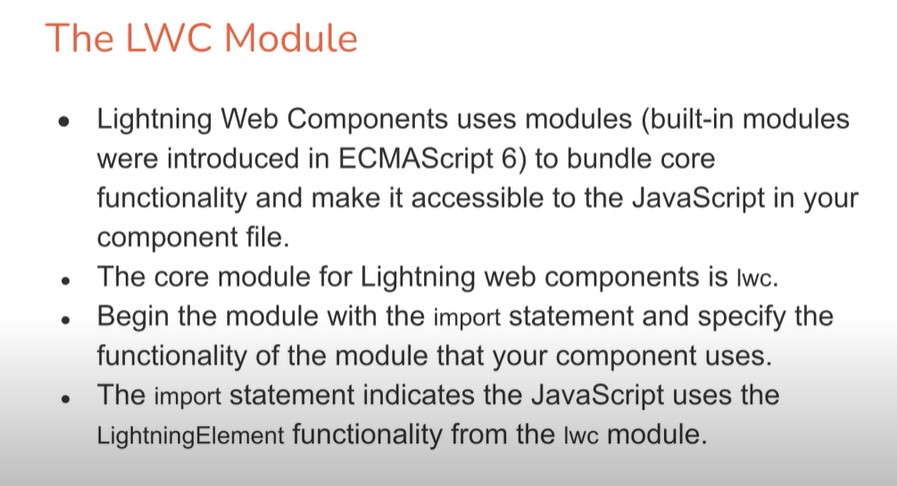 The LWC Module
• Lightning Web Components uses modules (built-in modules
were introduced in ECMAScript 6) to bundle core
functionality and make it accessible to the JavaScript in your
component file.
• The core module for Lightning web components is lwc.
• Begin the module with the import statement and specify the
functionality of the module that your component uses.
• The import statement indicates the JavaScript uses the
LightningElement functionality from the lwc module.